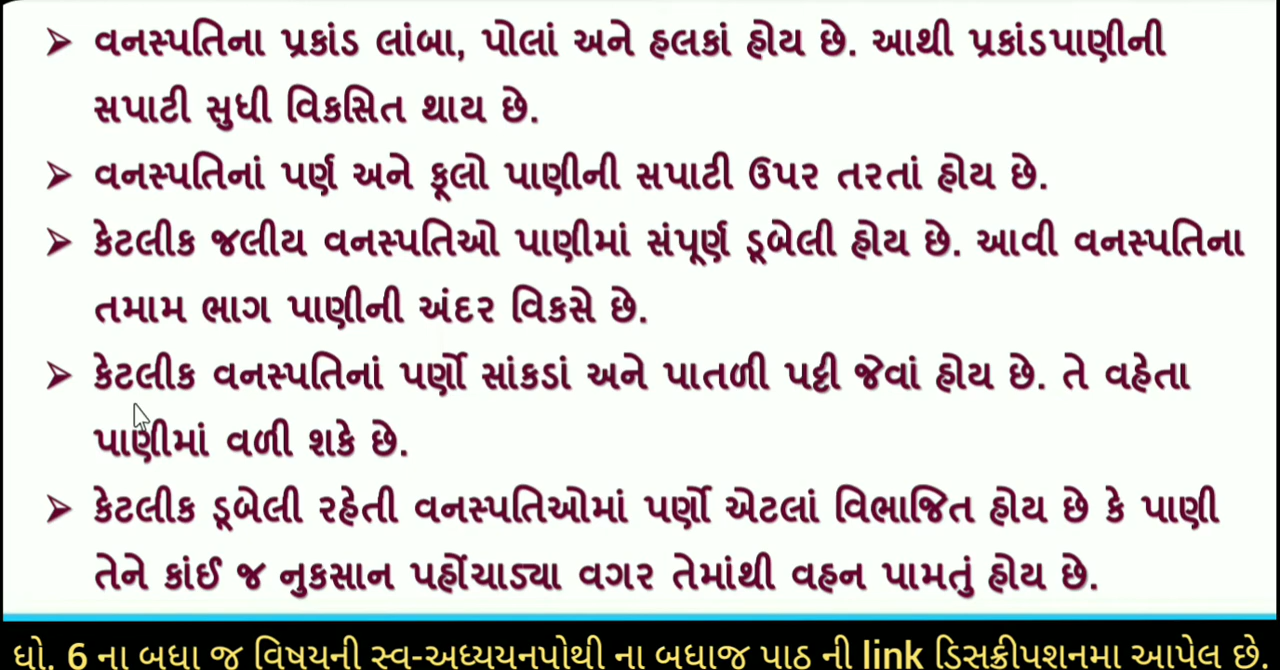 ➢ વનસ્પતિના પ્રકાંડ લાંબા, પોલાં અને હલકાં હોય છે. આથી પ્રકાંડપાણીની
સપાટી સુધી વિકસિત થાય છે.
➢ વનસ્પતિનાં પર્ણ અને ફૂલો પાણીની સપાટી ઉપર તરતાં હોય છે.
➢ કેટલીક જલીય વનસ્પતિઓ પાણીમાં સંપૂર્ણ ડૂબેલી હોય છે. આવી વનસ્પતિના
તમામ ભાગ પાણીની અંદર વિકસે છે.
➢ કેટલીક વનસ્પતિનાં પર્ણો સાંકડાં અને પાતળી પટ્ટી જેવાં હોય છે. તે વહેતા
પાણીમાં વળી શકે છે.
➢ કેટલીક ડૂબેલી રહેતી વનસ્પતિઓમાં પર્ણો એટલાં વિભાજિત હોય છે કે પાણી
તેને કાંઈ જ નુકસાન પહોંચાડ્યા વગર તેમાંથી વહન પામતું હોય છે.
ધો. 6 ના બધા જ વિષયની સ્વ-અધ્યયનપોથી ના બધાજ પાઠ ની link ડિસક્રીપશનમા આપેલ છે.